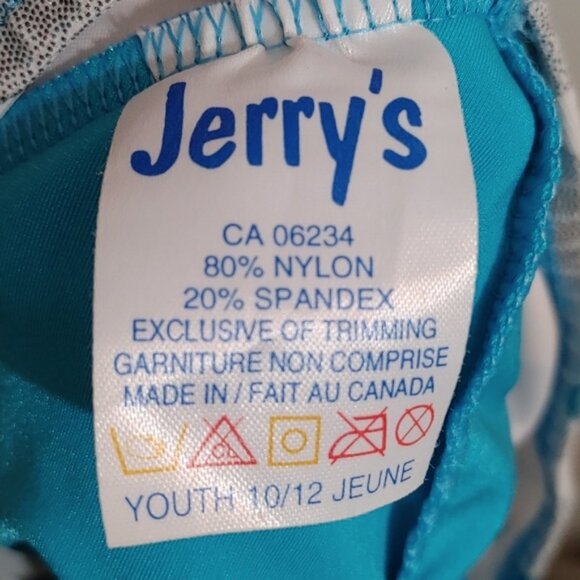 Jerry's
CA 06234
80% NYLON
20% SPANDEX
EXCLUSIVE OF TRIMMING
GARNITURE NON COMPRISE
MADE IN / FAIT AU CANADA
CL
YOUTH 10/12 JEUNE